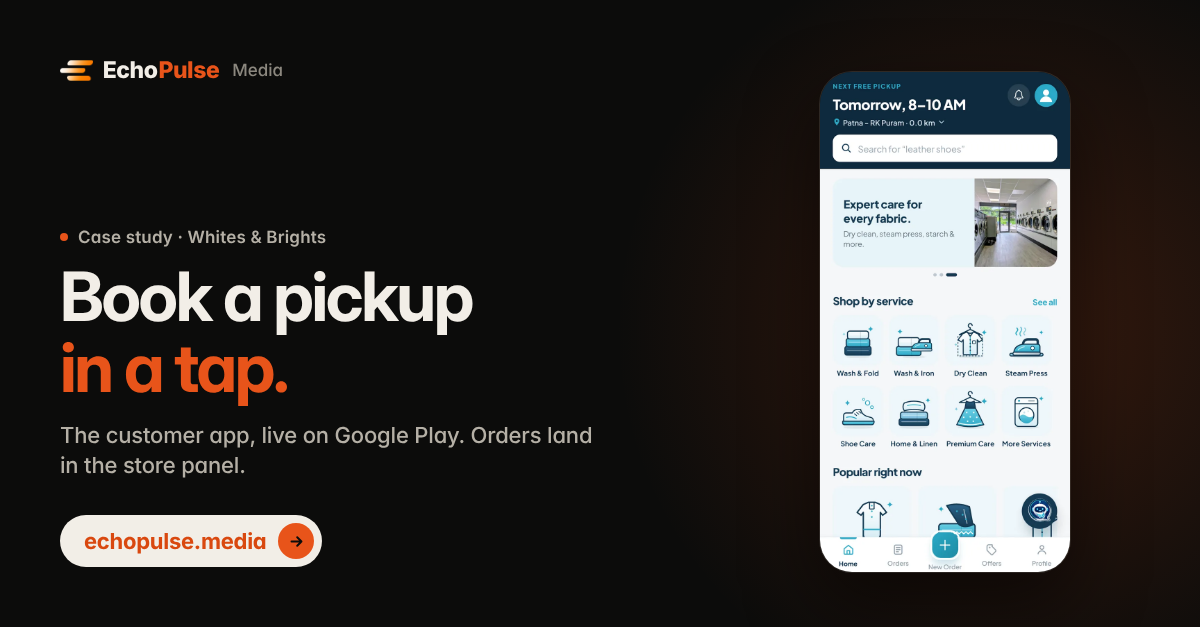 EchoPulse Media
Case study · Whites & Brights
Book a pickup
in a tap.
The customer app, live on Google Play. Orders land
in the store panel.
echopulse.media
NEXT FREE PICKUP
Tomorrow, 8–10 AM
Patna - RK Puram · 0.0 km
Search for "leather shoes"
Expert care for
every fabric.
Dry clean, steam press, starch &
more.
Shop by service
See all
Wash & Fold
Wash & Iron
Dry Clean
Steam Press
Shoe Care
Home & Linen
Premium Care
More Services
Popular right now
Home
Orders
New Order
Offers
Profile